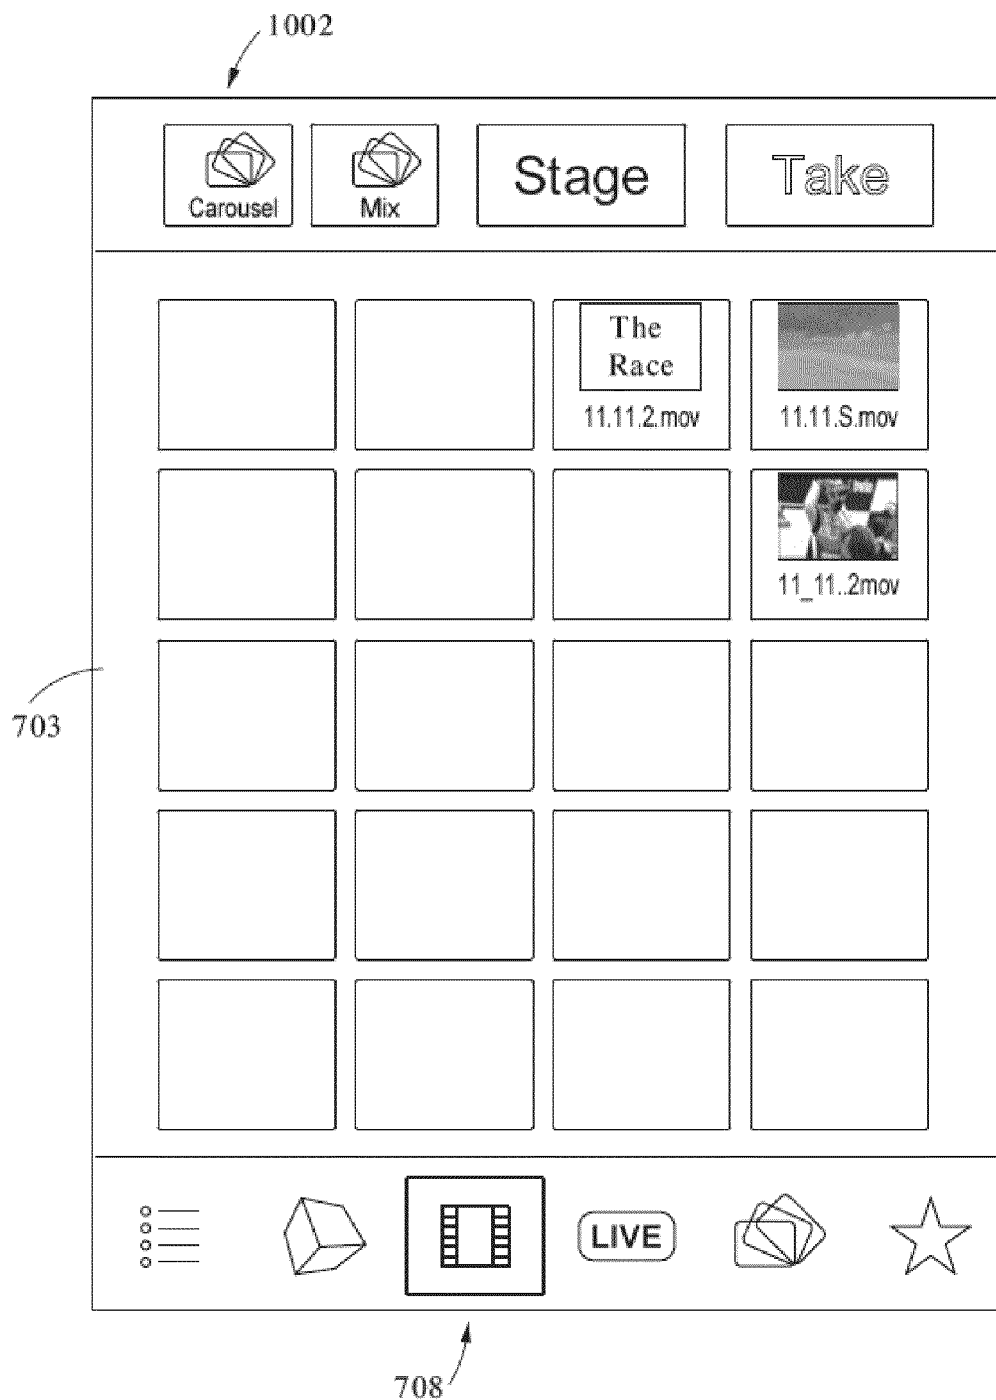 1002
Carousel
Mix
Stage
Take
The
Race
11.11.2.mov
11.11.S.mov
11_11..2mov
703
LIVE
708